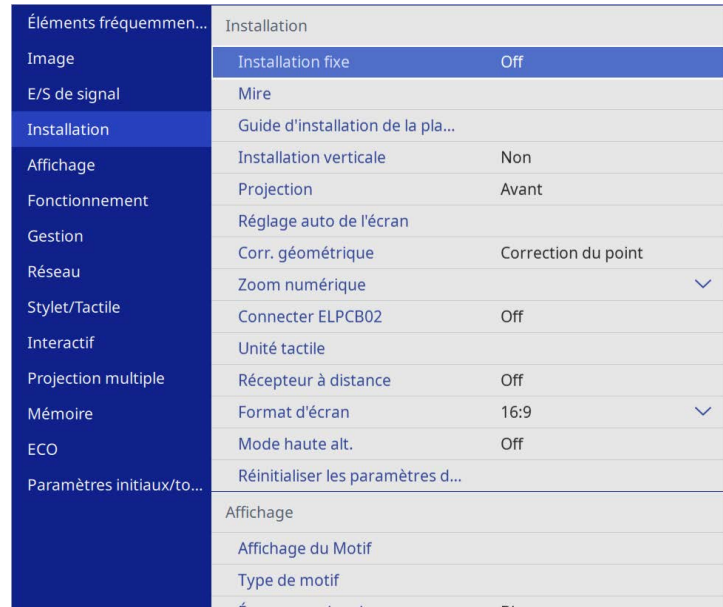 Éléments fréquemmen...
Image
E/S de signal
Installation
Affichage
Fonctionnement
Gestion
Réseau
Stylet/Tactile
Interactif
Projection multiple
Mémoire
ECO
Paramètres initiaux/to...
Installation
Installation fixe Off
Mire
Guide d'installation de la pla...
Installation verticale Non
Projection Avant
Réglage auto de l'écran
Corr. géométrique Correction du point
Zoom numérique
Connecter ELPCB02 Off
Unité tactile
Récepteur à distance Off
Format d'écran 16:9
Mode haute alt. Off
Réinitialiser les paramètres d...
Affichage
Affichage du Motif
Type de motif